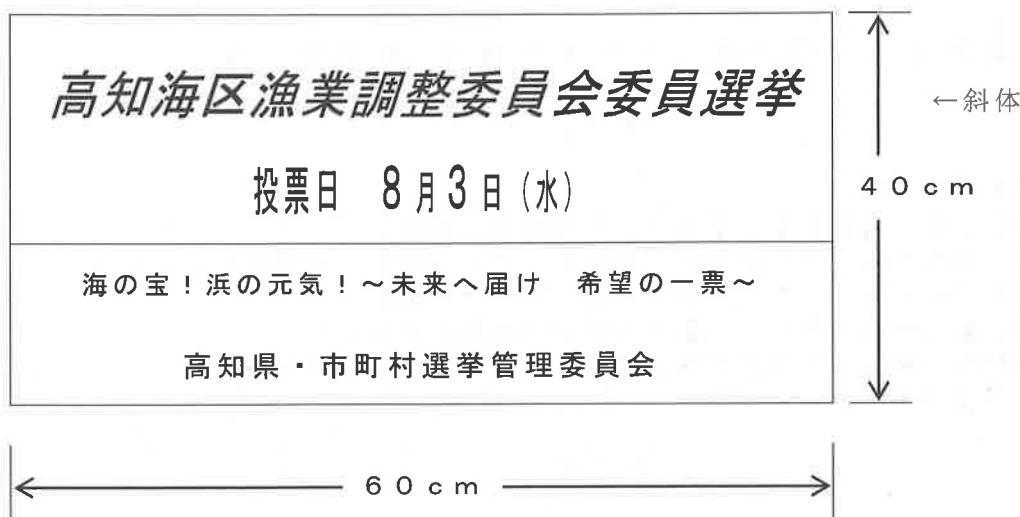 高知海区漁業調整委員会委員選挙
←斜体
投票日　8月3日(水)
40cm
海の宝!浜の元気!~未来へ届け　希望の一票~
高知県・市町村選挙管理委員会
60cm